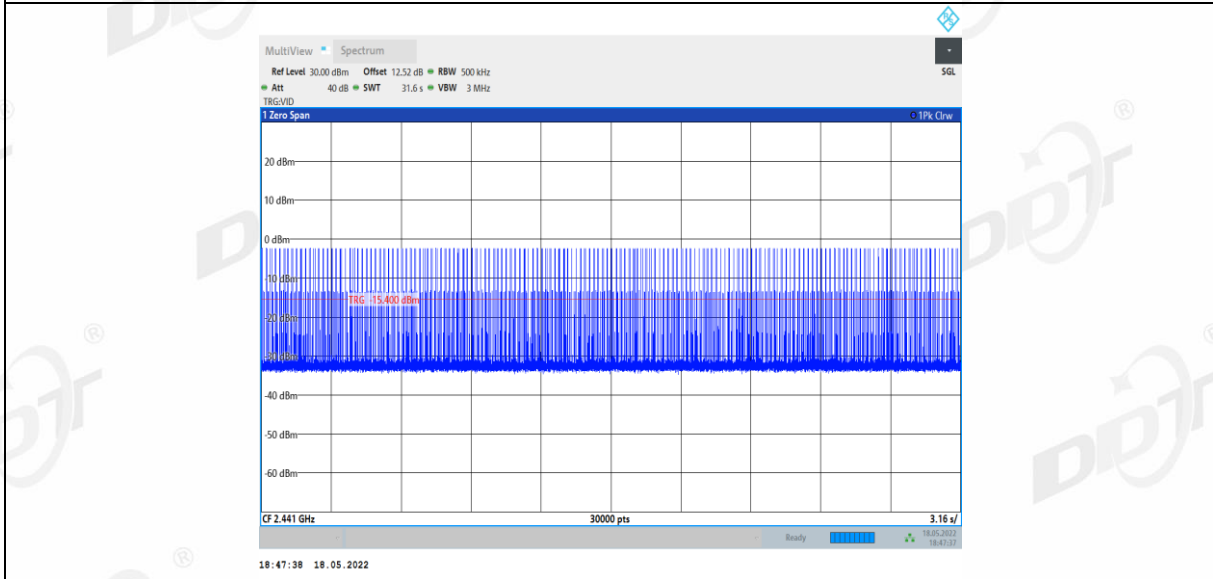 MultiView Spectrum
Ref Level 30.00 dBm Offset 12.52 dB RBW 500 kHz SGL
Att 40 dB SWT 31.6 s VBW 3 MHz
TRG:VID
1 Zero Span 1Pk Clrw
20 dBm
10 dBm
0 dBm
-10 dBm
TRG -15.400 dBm
-20 dBm
-30 dBm
-40 dBm
-50 dBm
-60 dBm
CF 2.441 GHz 30000 pts 3.16 s/
Ready 18.05.2022
18:47:37
18:47:38 18.05.2022